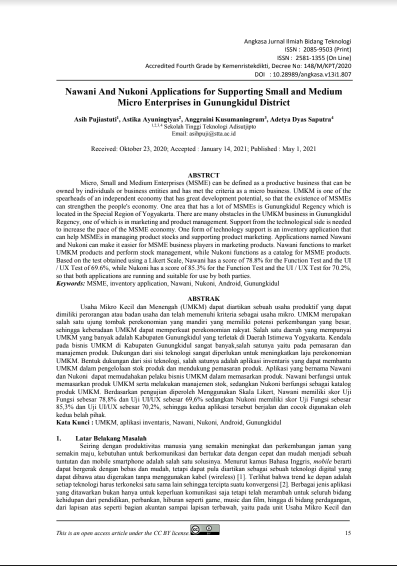 Angkasa Jurnal Ilmiah Bidang Teknologi
ISSN : 2085-9503 (Print)
ISSN : 2581-1355 (On Line)
Accredited Fourth Grade by Kemenristekdikti, Decree No: 148/M/KPT/2020
DOI : 10.28989/angkasa.v13i1.807
Nawani And Nukoni Applications for Supporting Small and Medium
Micro Enterprises in Gunungkidul District
Asih Pujiastuti1, Astika Ayuningtyas2, Anggraini Kusumaningrum3, Adetya Dyas Saputra4
1,2,3,4 Sekolah Tinggi Teknologi Adisutjipto
Email: asihpuji@stta.ac.id
Received: October 23, 2020; Accepted : January 14, 2021; Published : May 1, 2021
ABSTRCT
Micro, Small and Medium Enterprises (MSME) can be defined as a productive business that can be
owned by individuals or business entities and has met the criteria as a micro business. UMKM is one of the
spearheads of an independent economy that has great development potential, so that the existence of MSMEs
can strengthen the people's economy. One area that has a lot of MSMEs is Gunungkidul Regency which is
located in the Special Region of Yogyakarta. There are many obstacles in the UMKM business in Gunungkidul
Regency, one of which is in marketing and product management. Support from the technological side is needed
to increase the pace of the MSME economy. One form of technology support is an inventory application that
can help MSMEs in managing product stocks and supporting product marketing. Applications named Nawani
and Nukoni can make it easier for MSME business players in marketing products. Nawani functions to market
UMKM products and perform stock management, while Nukoni functions as a catalog for MSME products.
Based on the test obtained using a Likert Scale, Nawani has a score of 78.8% for the Function Test and the UI
/ UX Test of 69.6%, while Nukoni has a score of 85.3% for the Function Test and the UI / UX Test for 70.2%,
so that both applications are running and suitable for use by both parties.
Keywords: MSME, inventory application, Nawani, Nukoni, Android, Gunungkidul
ABSTRAK
Usaha Mikro Kecil dan Menengah (UMKM) dapat diartikan sebuah usaha produktif yang dapat
dimiliki perorangan atau badan usaha dan telah memenuhi kriteria sebagai usaha mikro. UMKM merupakan
salah satu ujung tombak perekonomian yang mandiri yang memiliki potensi perkembangan yang besar,
sehingga keberadaan UMKM dapat memperkuat perekonomian rakyat. Salah satu daerah yang mempunyai
UMKM yang banyak adalah Kabupaten Gunungkidul yang terletak di Daerah Istimewa Yogyakarta. Kendala
pada bisnis UMKM di Kabupaten Gunungkidul sangat banyak,salah satunya yaitu pada pemasaran dan
manajemen produk. Dukungan dari sisi teknologi sangat diperlukan untuk meningkatkan laju perekonomian
UMKM. Bentuk dukungan dari sisi teknologi, salah satunya adalah aplikasi inventaris yang dapat membantu
UMKM dalam pengelolaan stok produk dan mendukung pemasaran produk. Aplikasi yang bernama Nawani
dan Nukoni dapat memudahkan pelaku bisnis UMKM dalam memasarkan produk. Nawani berfungsi untuk
memasarkan produk UMKM serta melakukan manajemen stok, sedangkan Nukoni berfungsi sebagai katalog
produk UMKM. Berdasarkan pengujian diperoleh Menggunakan Skala Likert, Nawani memiliki skor Uji
Fungsi sebesar 78,8% dan Uji UI/UX sebesar 69,6% sedangkan Nukoni memiliki skor Uji Fungsi sebesar
85,3% dan Uji UI/UX sebesar 70,2%, sehingga kedua aplikasi tersebut berjalan dan cocok digunakan oleh
kedua belah pihak.
Kata Kunci : UMKM, aplikasi inventaris, Nawani, Nukoni, Android, Gunungkidul
1. Latar Belakang Masalah
Seiring dengan produktivitas manusia yang semakin meningkat dan perkembangan jaman yang
semakin maju, kebutuhan untuk berkomunikasi dan bertukar data dengan cepat dan mudah menjadi sebuah
tuntutan dan mobile smartphone adalah salah satu solusinya. Menurut kamus Bahasa Inggris, mobile berarti
dapat bergerak dengan bebas dan mudah, tetapi dapat pula diartikan sebagai sebuah teknologi digital yang
dapat dibawa atau digerakan tanpa menggunakan kabel (wireless) [1]. Terlihat bahwa trend ke depan adalah
setiap teknologi harus terkoneksi satu sama lain sehingga tercipta suatu konvergensi [2]. Berbagai jenis aplikasi
yang ditawarkan bukan hanya untuk keperluan komunikasi saja tetapi telah merambah untuk seluruh bidang
kehidupan dari pendidikan, perbankan, hiburan seperti game, music dan film, hingga di bidang perdagangan,
dari lapisan atas seperti bagian akuntan sampai lapisan terbawah, yaitu pada unit Usaha Mikro Kecil dan
This is an open access article under the CC BY license
15